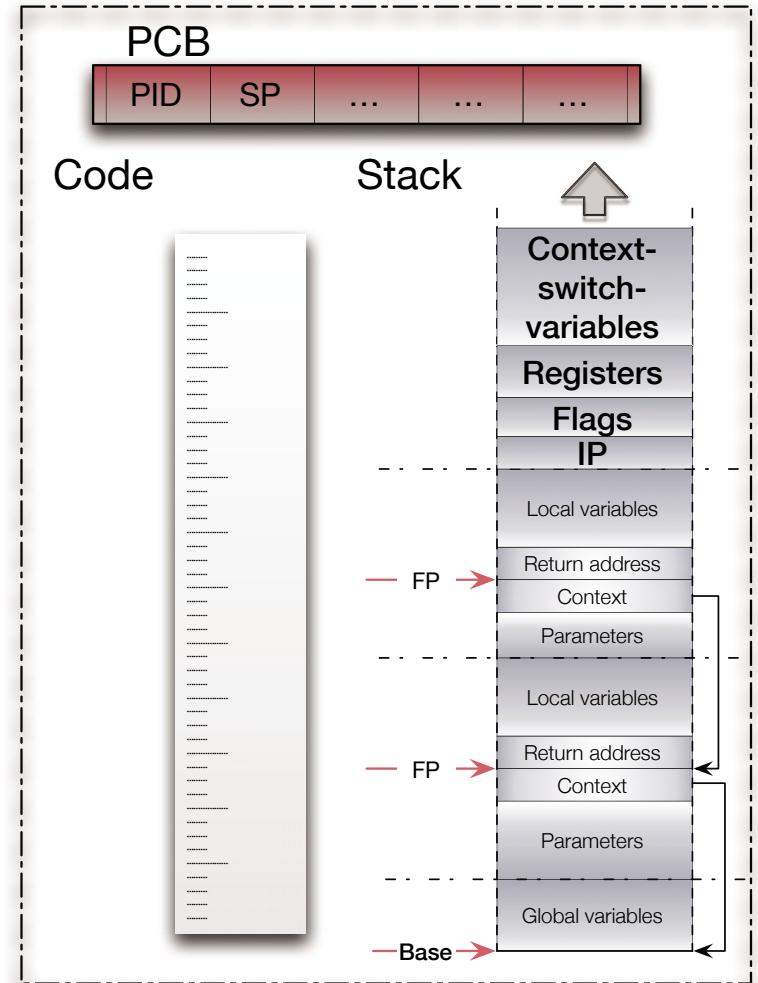 PCB
PID SP ... ... ...
Code
Stack
Context-
switch-
variables
Registers
Flags
IP
Local variables
Return address
FP
Context
Parameters
Local variables
Return address
FP
Context
Parameters
Global variables
Base